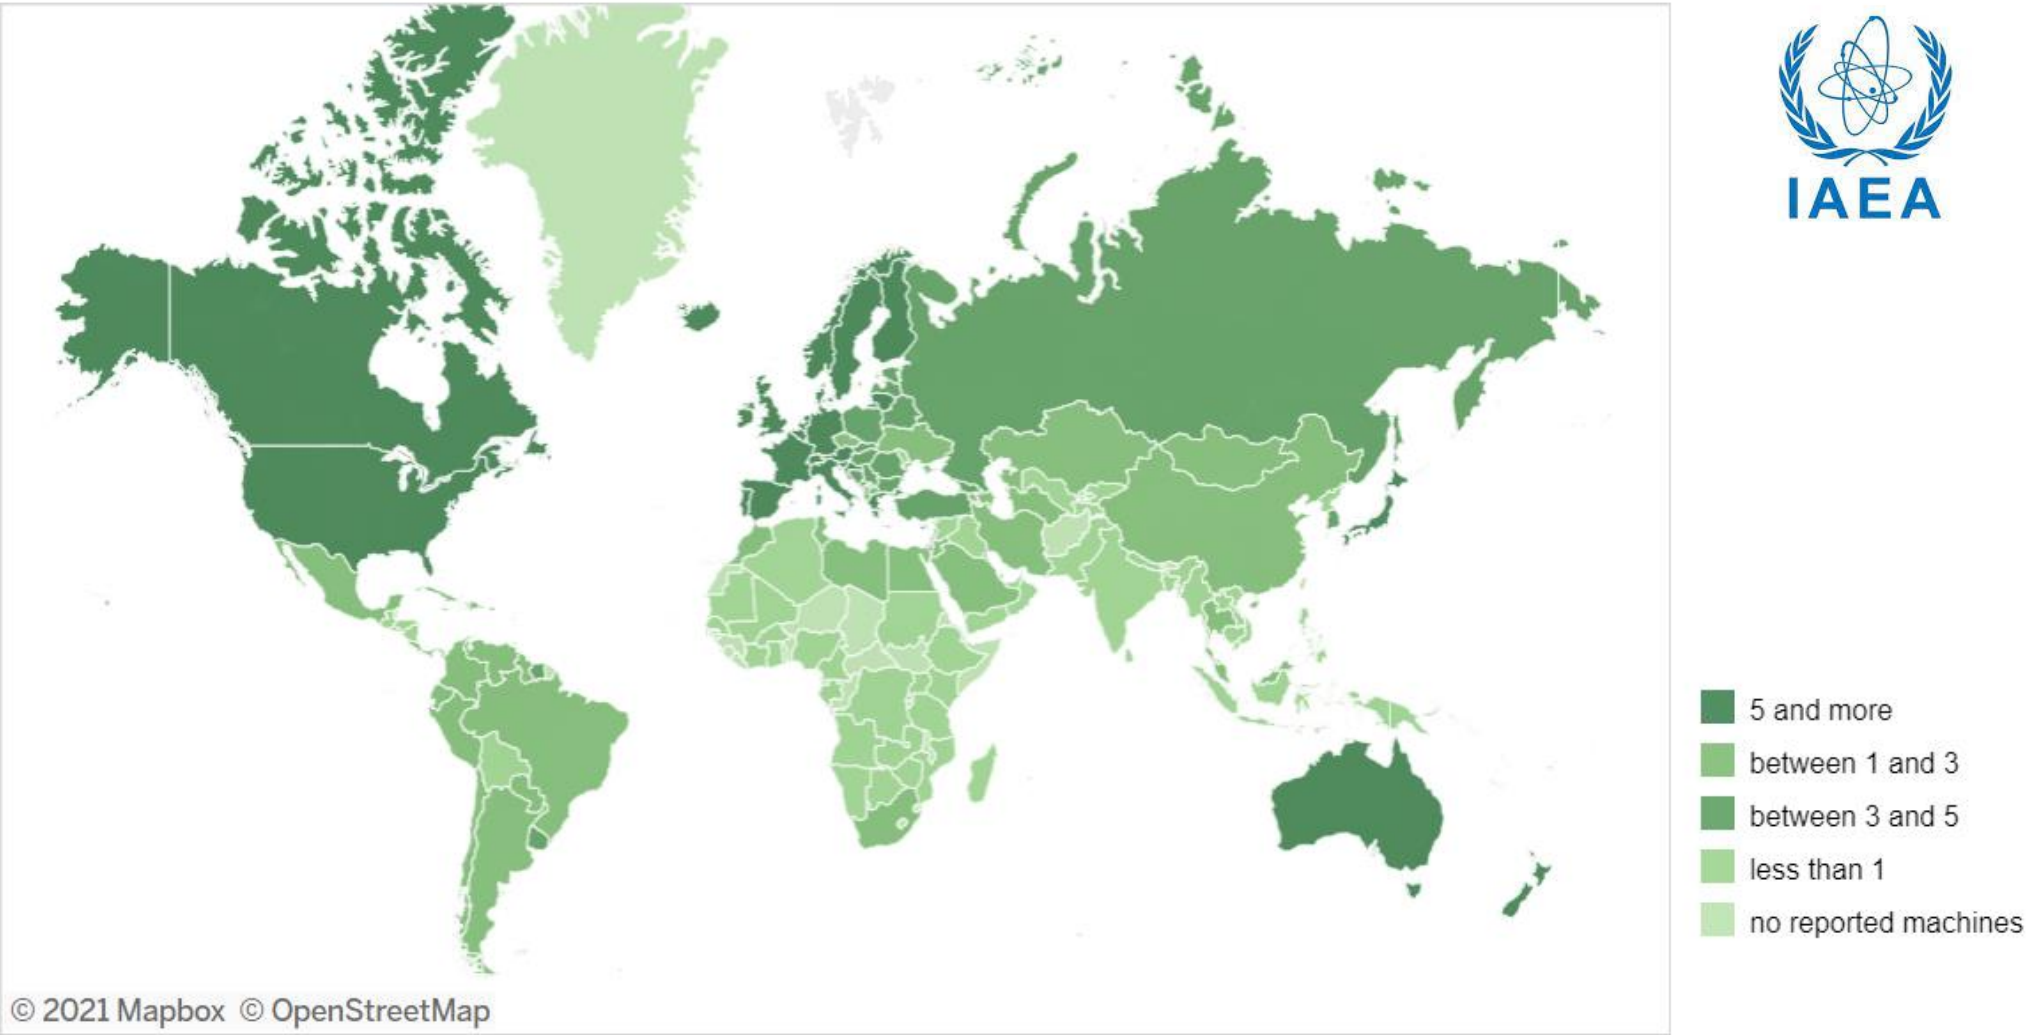 IAEA
5 and more
between 1 and 3
between 3 and 5
less than 1
no reported machines
© 2021 Mapbox © OpenStreetMap